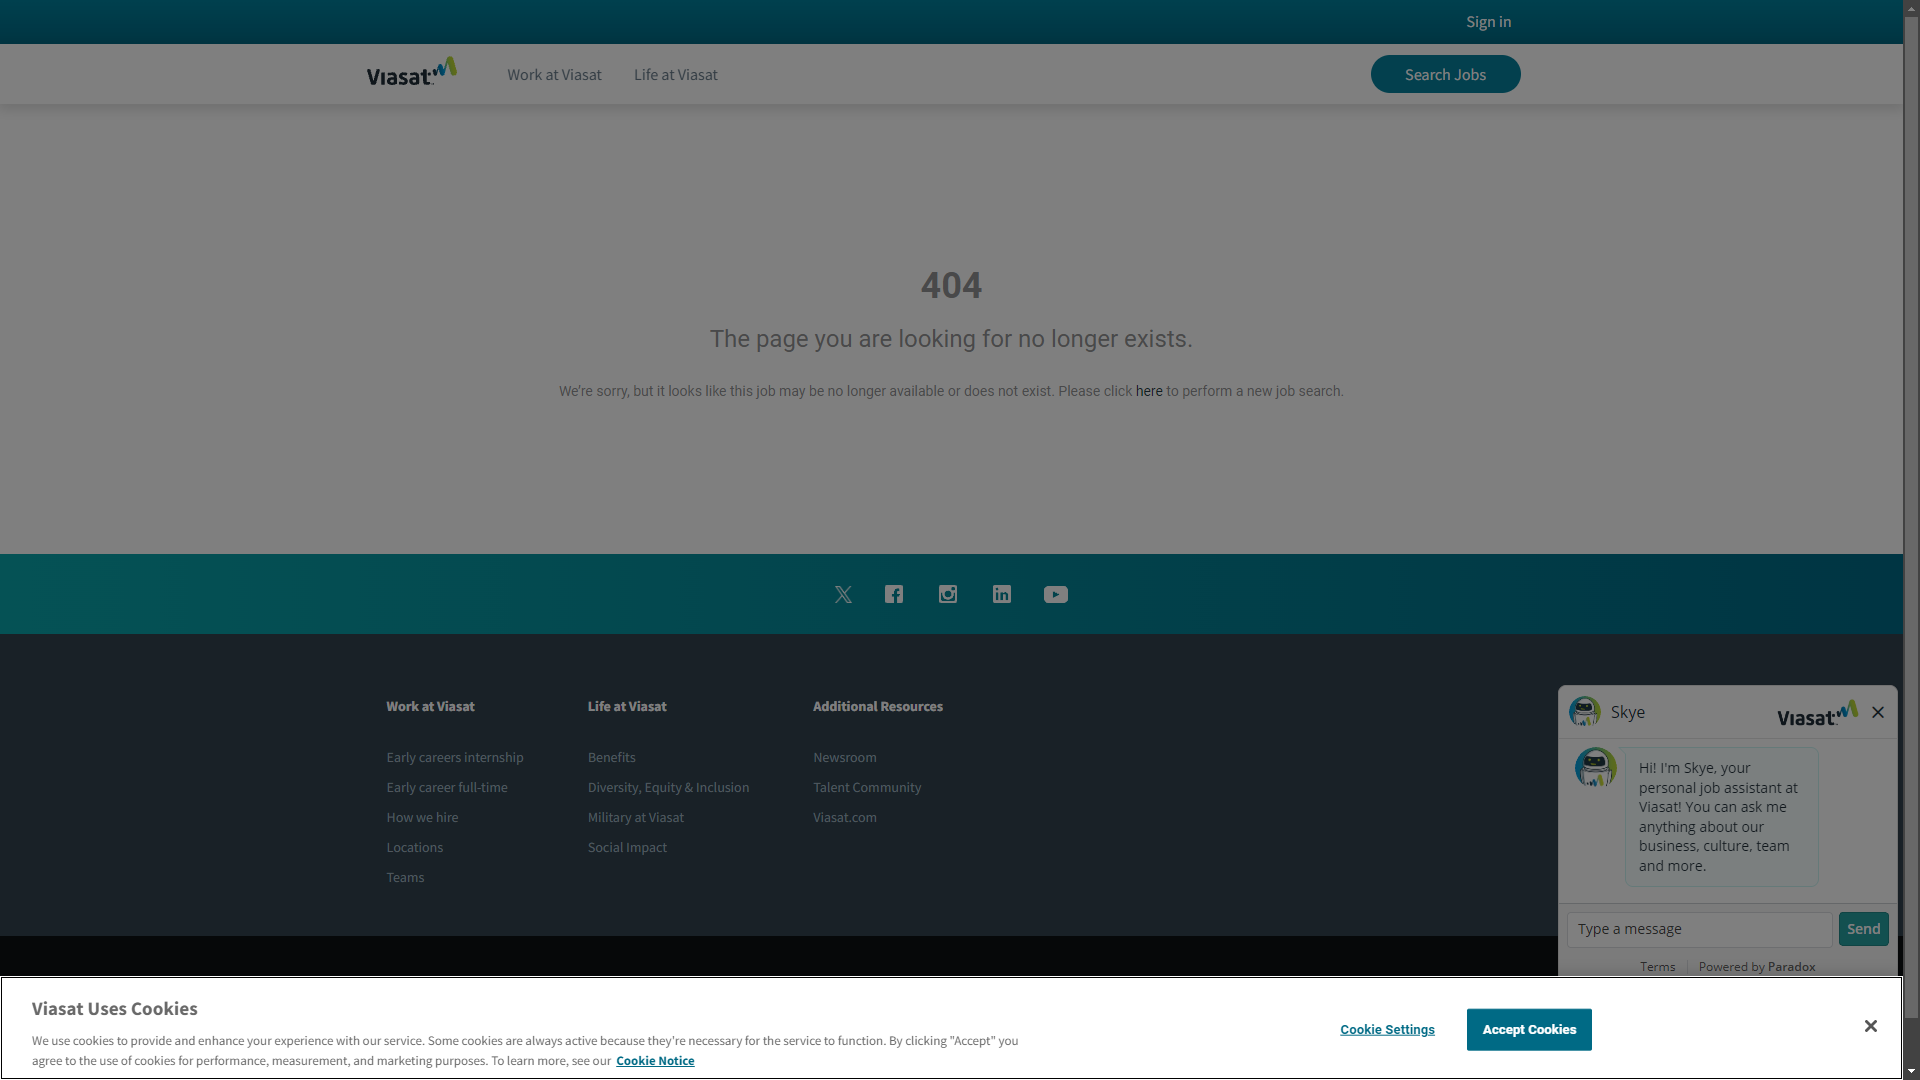 Sign in
Viasat
Work at Viasat
Life at Viasat
Search Jobs
404
The page you are looking for no longer exists.
We're sorry, but it looks like this job may be no longer available or does not exist. Please click here to perform a new job search.
Work at Viasat
Early careers internship
Early career full-time
How we hire
Locations
Teams
Life at Viasat
Benefits
Diversity, Equity & Inclusion
Military at Viasat
Social Impact
Additional Resources
Newsroom
Talent Community
Viasat.com
Skye
Viasat
Hi! I'm Skye, your
personal job assistant at
Viasat! You can ask me
anything about our
business, culture, team
and more.
Type a message
Send
Terms
Powered by Paradox
Viasat Uses Cookies
We use cookies to provide and enhance your experience with our service. Some cookies are always active because they're necessary for the service to function. By clicking "Accept" you
agree to the use of cookies for performance, measurement, and marketing purposes. To learn more, see our Cookie Notice
Cookie Settings
Accept Cookies